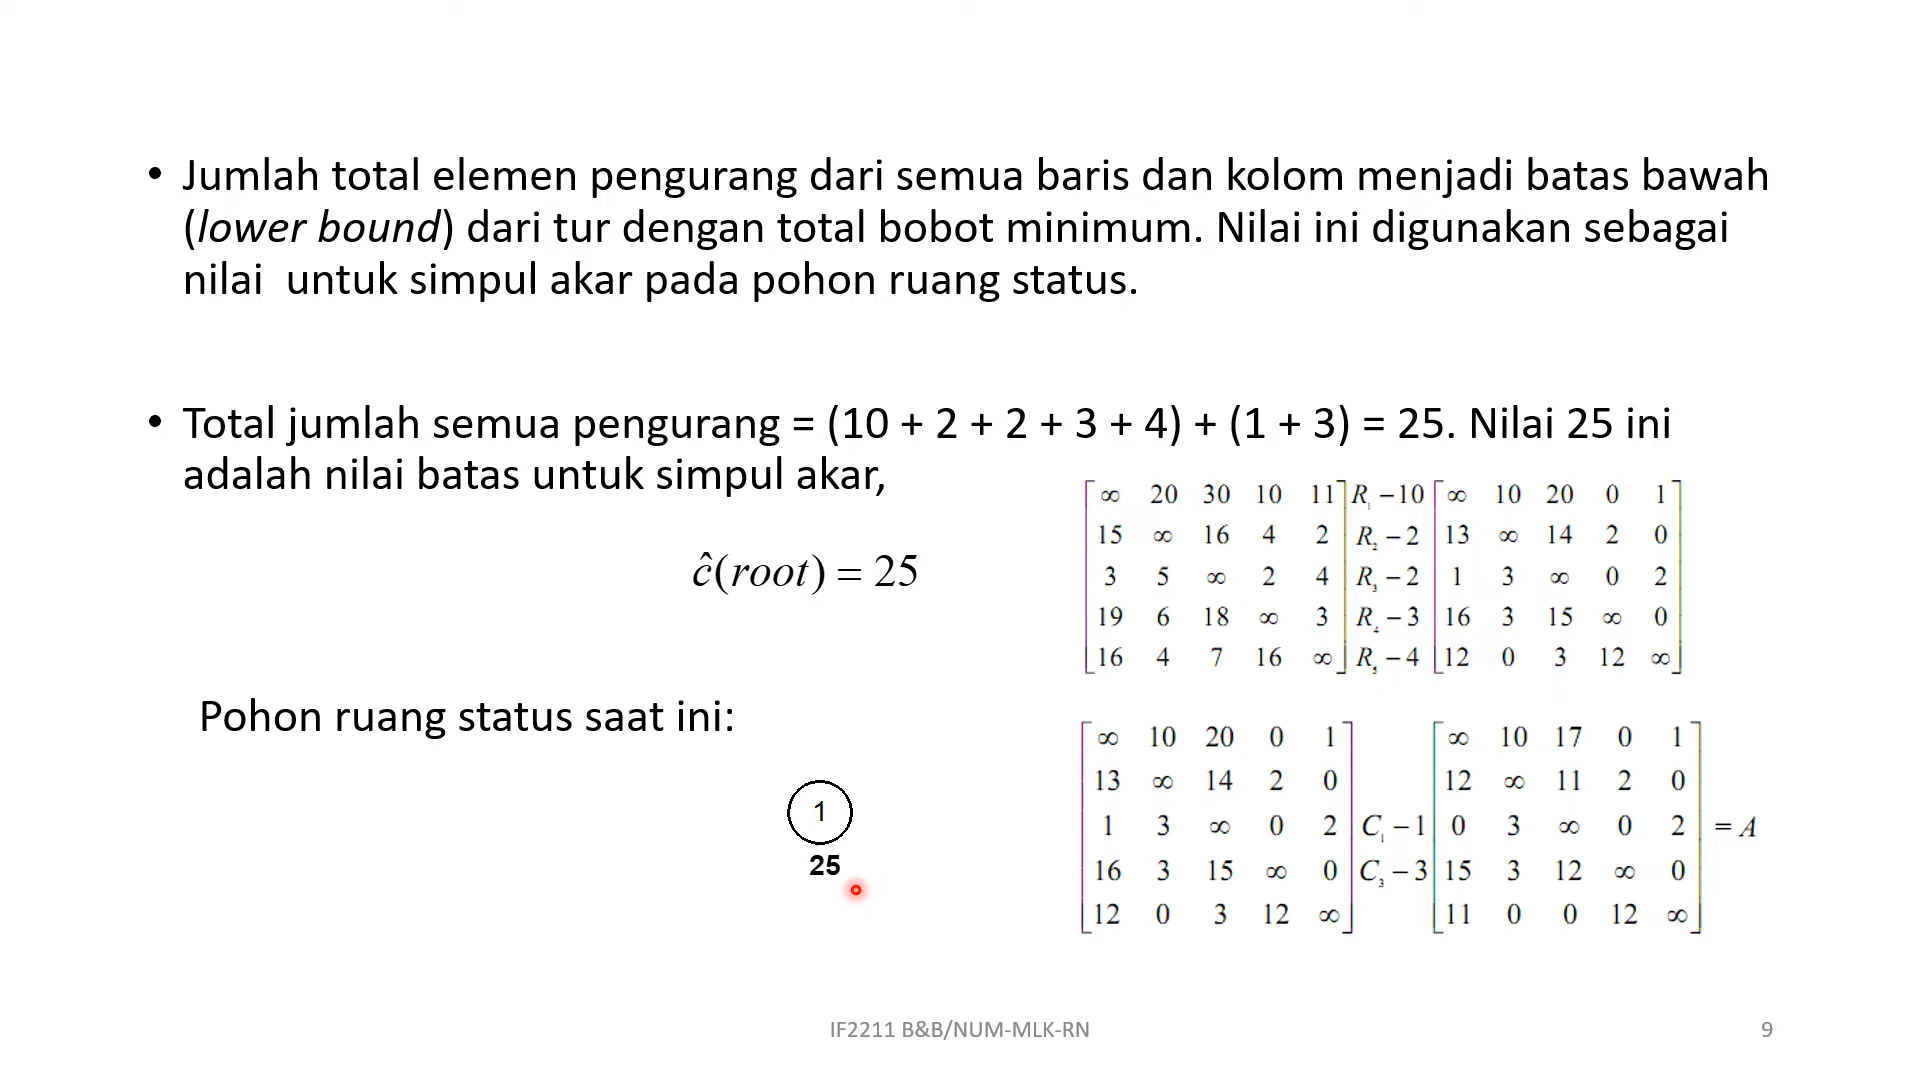 • Jumlah total elemen pengurang dari semua baris dan kolom menjadi batas bawah
(lower bound) dari tur dengan total bobot minimum. Nilai ini digunakan sebagai
nilai untuk simpul akar pada pohon ruang status.
• Total jumlah semua pengurang = (10 + 2 + 2 + 3 + 4) + (1 + 3) = 25. Nilai 25 ini
adalah nilai batas untuk simpul akar,
ĉ(root) = 25
∞ 20 30 10 11 R₁ − 10 ∞ 10 20 0 1
15 ∞ 16 4 2 R₂ − 2 13 ∞ 14 2 0
3 5 ∞ 2 4 R₃ − 2 1 3 ∞ 0 2
19 6 18 ∞ 3 R₄ − 3 16 3 15 ∞ 0
16 4 7 16 ∞ R₅ − 4 12 0 3 12 ∞
Pohon ruang status saat ini:
1
25
∞ 10 20 0 1 ∞ 10 17 0 1
13 ∞ 14 2 0 12 ∞ 11 2 0
1 3 ∞ 0 2 C₁ − 1 0 3 ∞ 0 2 = A
16 3 15 ∞ 0 C₃ − 3 15 3 12 ∞ 0
12 0 3 12 ∞ 11 0 0 12 ∞
IF2211 B&B/NUM-MLK-RN
9